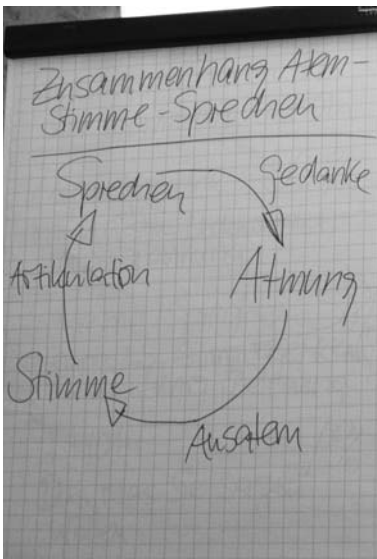 Zusammenhang Atem-
Stimme-Sprechen
Sprechen
Gedanke
Artikulation
Atmung
Stimme
Ausatem